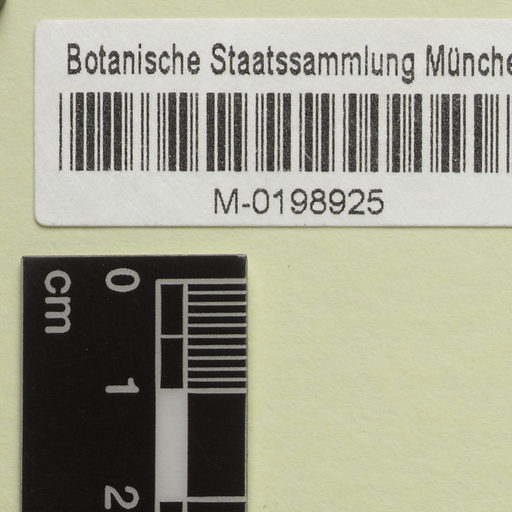 Botanische Staatssammlung Münche
M-0198925
cm
0
1
2